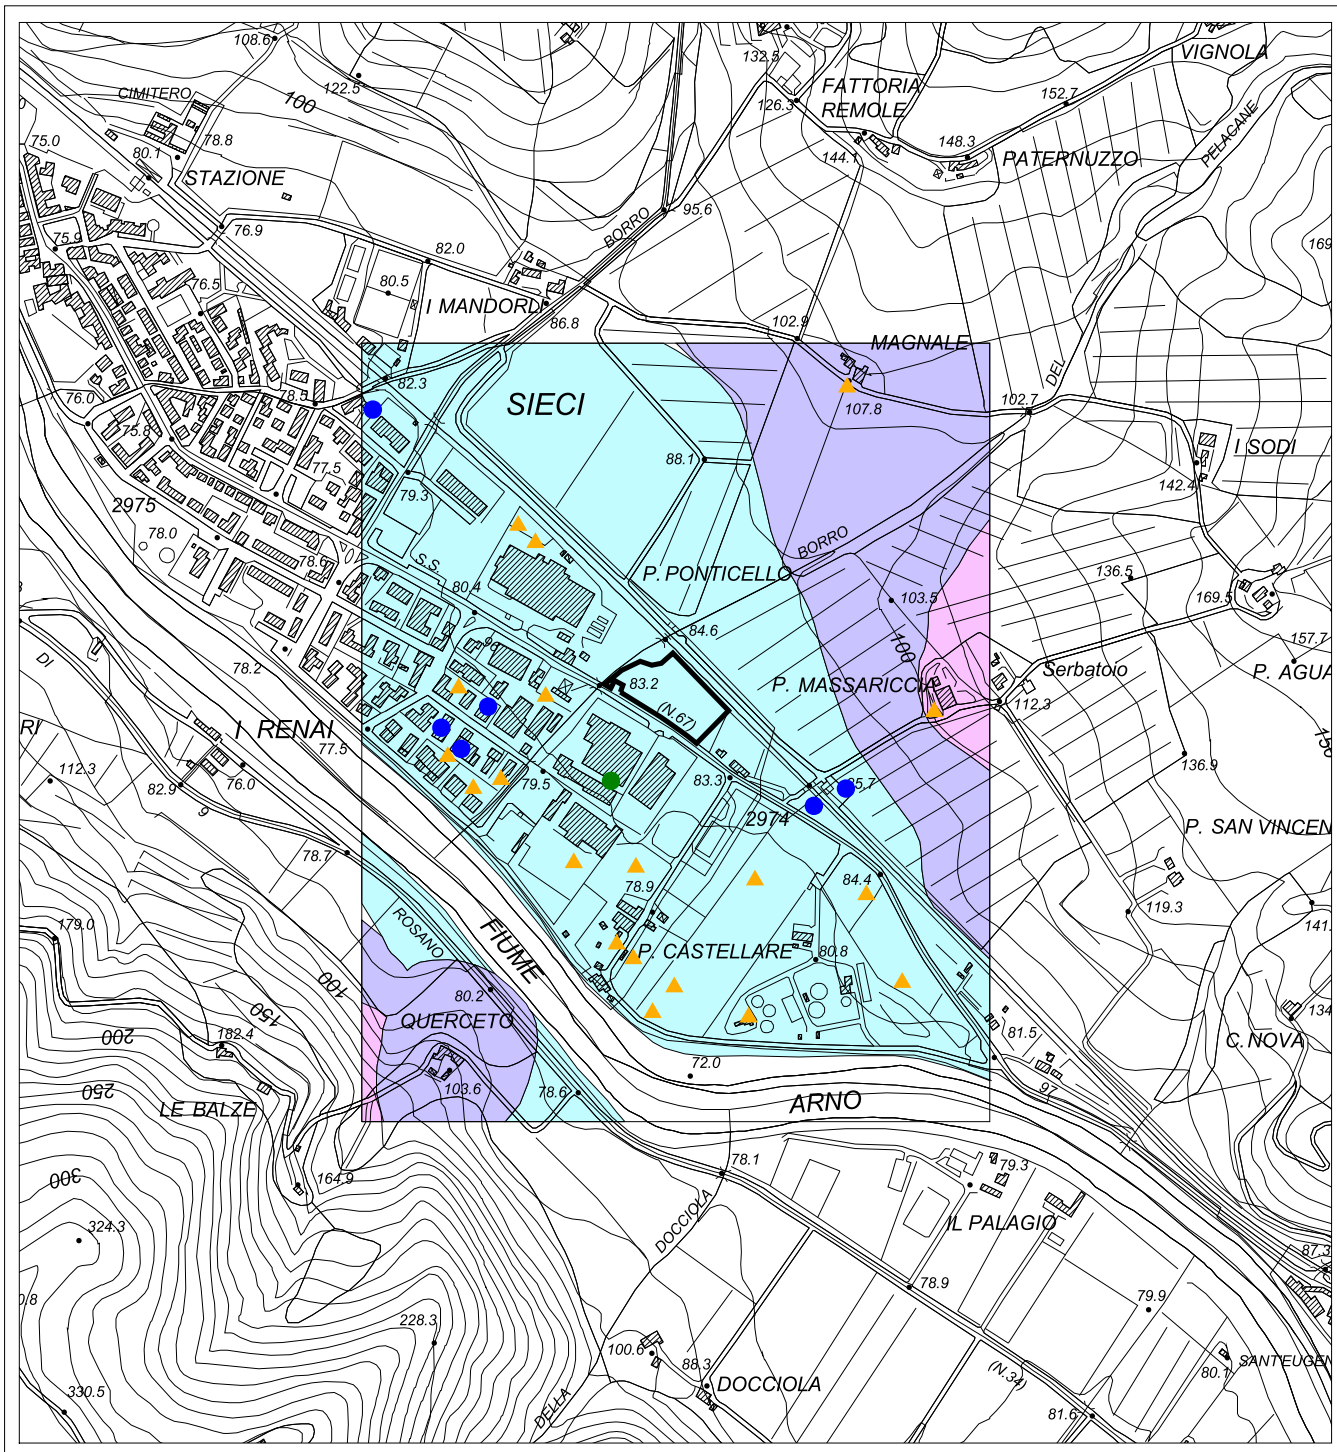 108.6
122.5
132.5
VIGNOLA
CIMITERO
100
126.3
FATTORIA
REMOLE
152.7
75.0
78.8
80.1
STAZIONE
144.1
148.3
PATERNUZZO
PELACANE
95.6
BORRO
75.9
76.9
82.0
169
76.5
80.5
I MANDORLI
86.8
102.9
MAGNALE
DEL
82.3
SIECI
107.8
102.7
76.0
78.5
75.8
88.1
I SODI
77.5
79.3
142.4
2975
78.0
78.6
S.S.
BORRO
P. PONTICELLO
136.5
80.4
103.5
169.5
84.6
100
157.7
DI
78.2
83.2
P. MASSARICCIA
Serbatoio
P. AGUA
(N.67)
112.3
RI
I RENAI
77.5
150
112.3
82.9
76.0
79.5
83.3
85.7
136.9
9
2974
P. SAN VINCEN
78.7
84.4
78.9
119.3
179.0
ROSANO
FIUME
P. CASTELLARE
80.8
141.
100
80.2
150
QUERCETO
134
200
182.4
81.5
C. NOVA
72.0
250
103.6
78.6
97
LE BALZE
ARNO
300
164.9
78.1
79.3
324.3
DOCCIOLA
IL PALAGIO
87.3
0.8
78.9
79.9
228.3
100.6
88.3
80.1
SANT'EUGEN
330.5
DOCCIOLA
(N.34)
DELLA
81.6